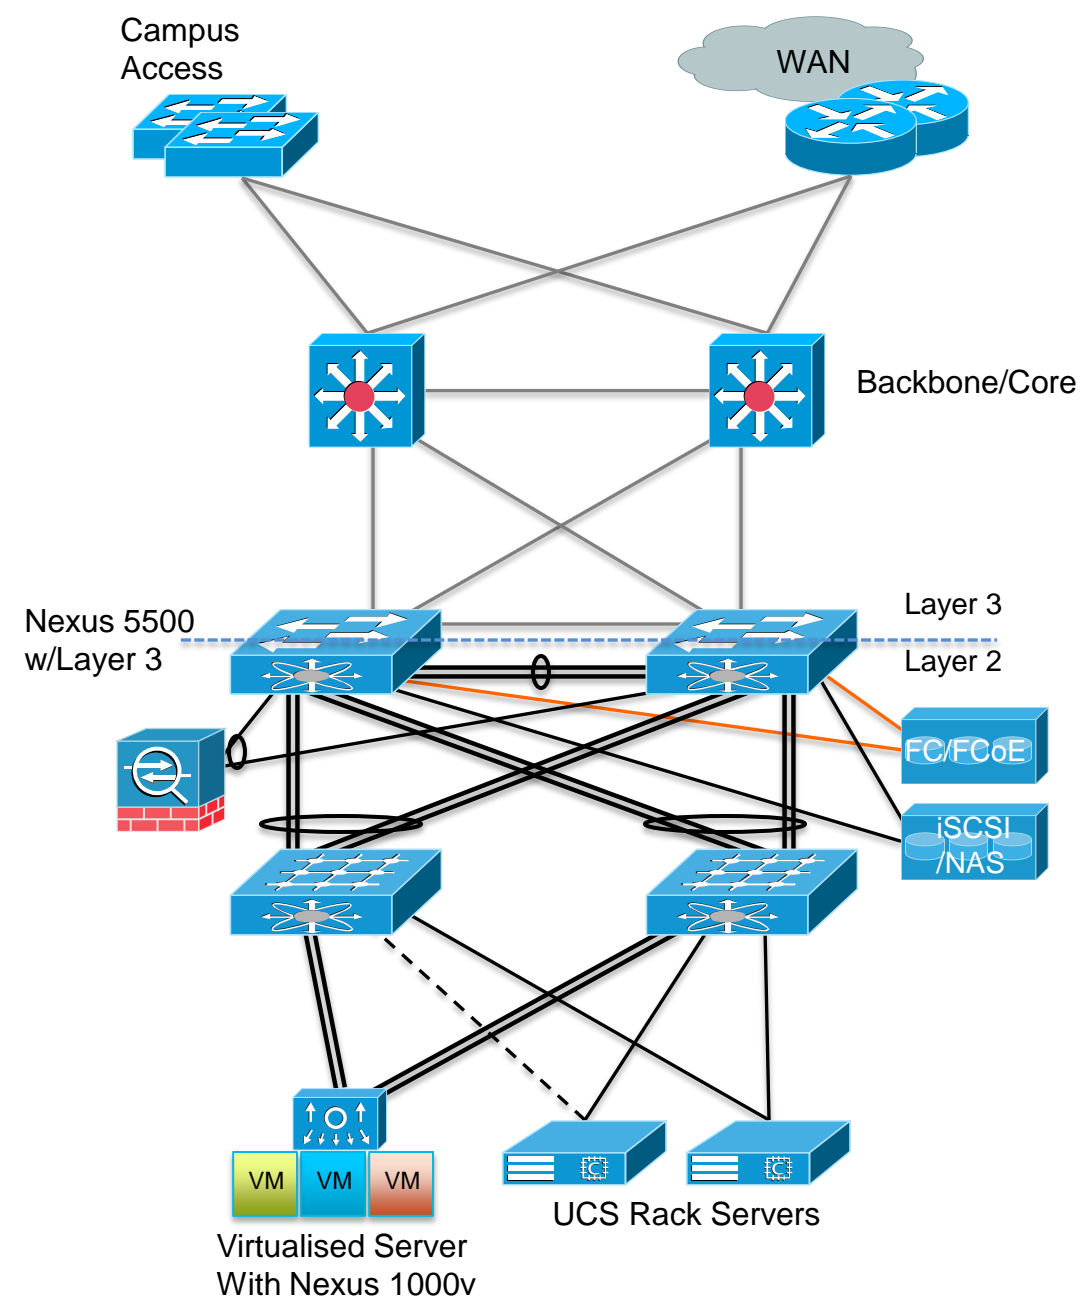 Campus
Access
WAN
Backbone/Core
Nexus 5500
w/Layer 3
Layer 3
Layer 2
FC/FCoE
iSCSI
/NAS
C
C
VM
VM
VM
UCS Rack Servers
Virtualised Server
With Nexus 1000v